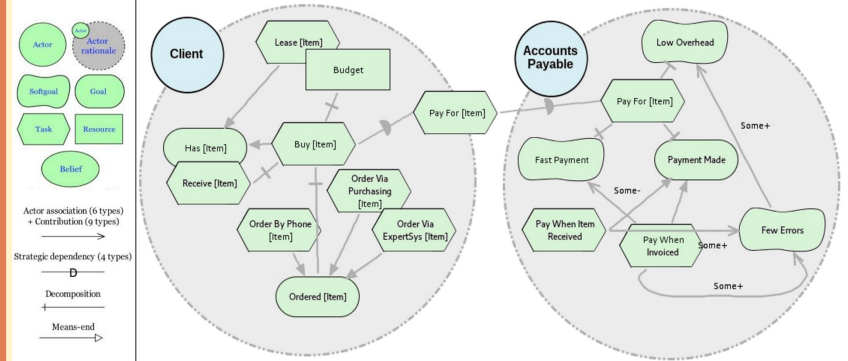 Actor
Actor
Actor
rationale
Softgoal
Goal
Task
Resource
Belief
Actor association (6 types)
+ Contribution (9 types)
Strategic dependency (4 types)
D
Decomposition
Means-end
Client
Lease [Item]
Budget
Has [Item]
Buy [Item]
Receive [Item]
Order Via
Purchasing
[Item]
Order By Phone
[Item]
Order Via
ExpertSys [Item]
Ordered [Item]
Pay For [Item]
Accounts
Payable
Low Overhead
Pay For [Item]
Some+
Fast Payment
Payment Made
Some-
Pay When Item
Received
Pay When
Invoiced
Some+
Few Errors
Some+